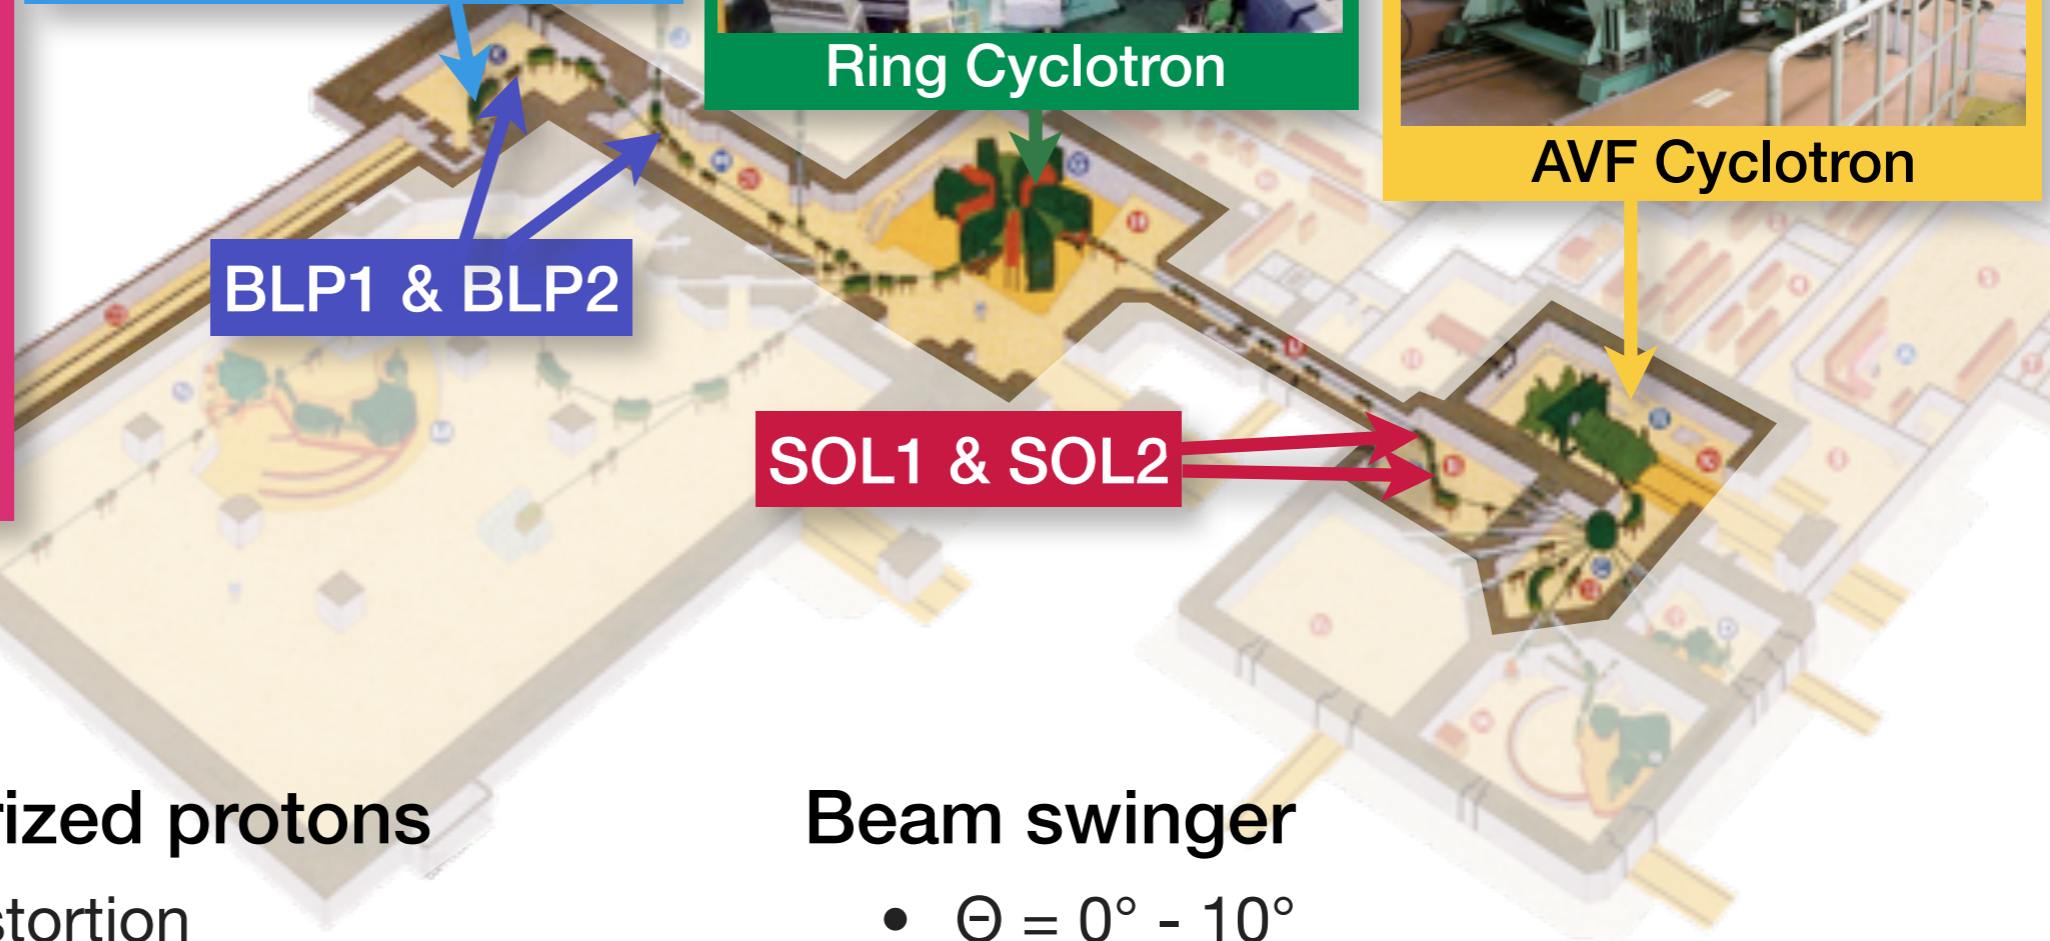 Ring Cyclotron
AVF Cyclotron
BLP1 & BLP2
SOL1 & SOL2
rized protons
stortion
Beam swinger
• Θ = 0° - 10°